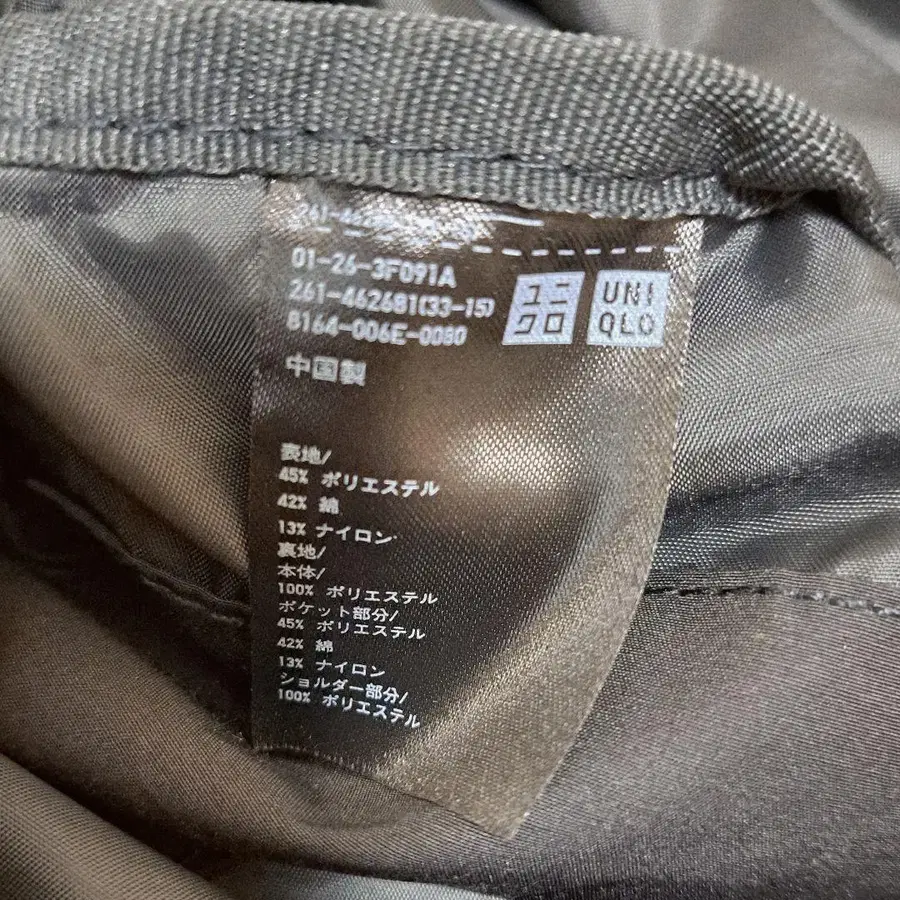 01-26-3F091A
261-462681(33-15)
8164-006E-0080
ユニ
クロ
UNI
QLO
中国製
表地/
45% ポリエステル
42% 綿
13% ナイロン
裏地/
本体/
100% ポリエステル
ポケット部分/
45% ポリエステル
42% 綿
13% ナイロン
ショルダー部分/
100% ポリエステル